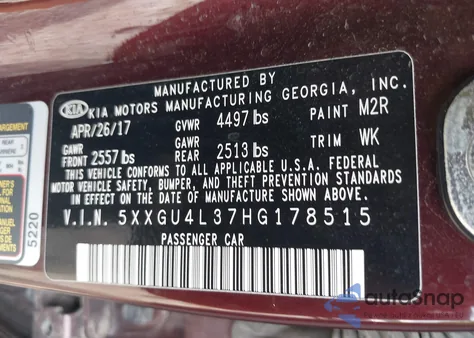 MANUFACTURED BY
KIA KIA MOTORS MANUFACTURING GEORGIA, INC.
APR/26/17 GVWR 4497 lbs PAINT M2R
GAWR FRONT 2557 lbs GAWR REAR 2513 lbs TRIM WK
THIS VEHICLE CONFORMS TO ALL APPLICABLE U.S.A. FEDERAL
MOTOR VEHICLE SAFETY, BUMPER, AND THEFT PREVENTION STANDARDS
IN EFFECT ON THE DATE OF MANUFACTURE SHOWN ABOVE.
V.I.N. 5XXGU4L37HG178515
PASSENGER CAR
5220
autosnap